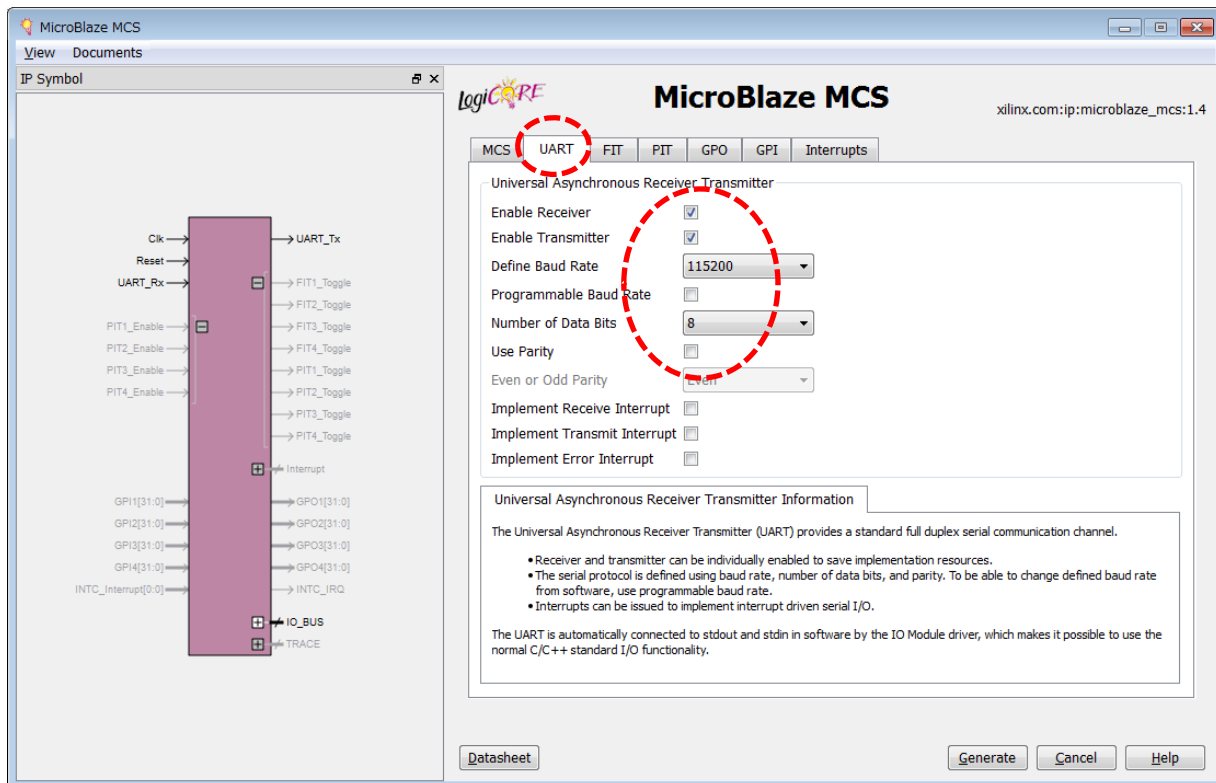 MicroBlaze MCS
View Documents
IP Symbol
Clk
Reset
UART_Rx
PIT1_Enable
PIT2_Enable
PIT3_Enable
PIT4_Enable
GPI1[31:0]
GPI2[31:0]
GPI3[31:0]
GPI4[31:0]
INTC_Interrupt[0:0]
UART_Tx
FIT1_Toggle
FIT2_Toggle
FIT3_Toggle
FIT4_Toggle
PIT1_Toggle
PIT2_Toggle
PIT3_Toggle
PIT4_Toggle
Interrupt
GPO1[31:0]
GPO2[31:0]
GPO3[31:0]
GPO4[31:0]
INTC_IRQ
IO_BUS
TRACE
LogiCORE
MicroBlaze MCS
xilinx.com:ip:microblaze_mcs:1.4
MCS UART FIT PIT GPO GPI Interrupts
Universal Asynchronous Receiver Transmitter
Enable Receiver
Enable Transmitter
Define Baud Rate 115200
Programmable Baud Rate
Number of Data Bits 8
Use Parity
Even or Odd Parity Even
Implement Receive Interrupt
Implement Transmit Interrupt
Implement Error Interrupt
Universal Asynchronous Receiver Transmitter Information
The Universal Asynchronous Receiver Transmitter (UART) provides a standard full duplex serial communication channel.
•Receiver and transmitter can be individually enabled to save implementation resources.
•The serial protocol is defined using baud rate, number of data bits, and parity. To be able to change defined baud rate
from software, use programmable baud rate.
•Interrupts can be issued to implement interrupt driven serial I/O.
The UART is automatically connected to stdout and stdin in software by the IO Module driver, which makes it possible to use the
normal C/C++ standard I/O functionality.
Datasheet Generate Cancel Help